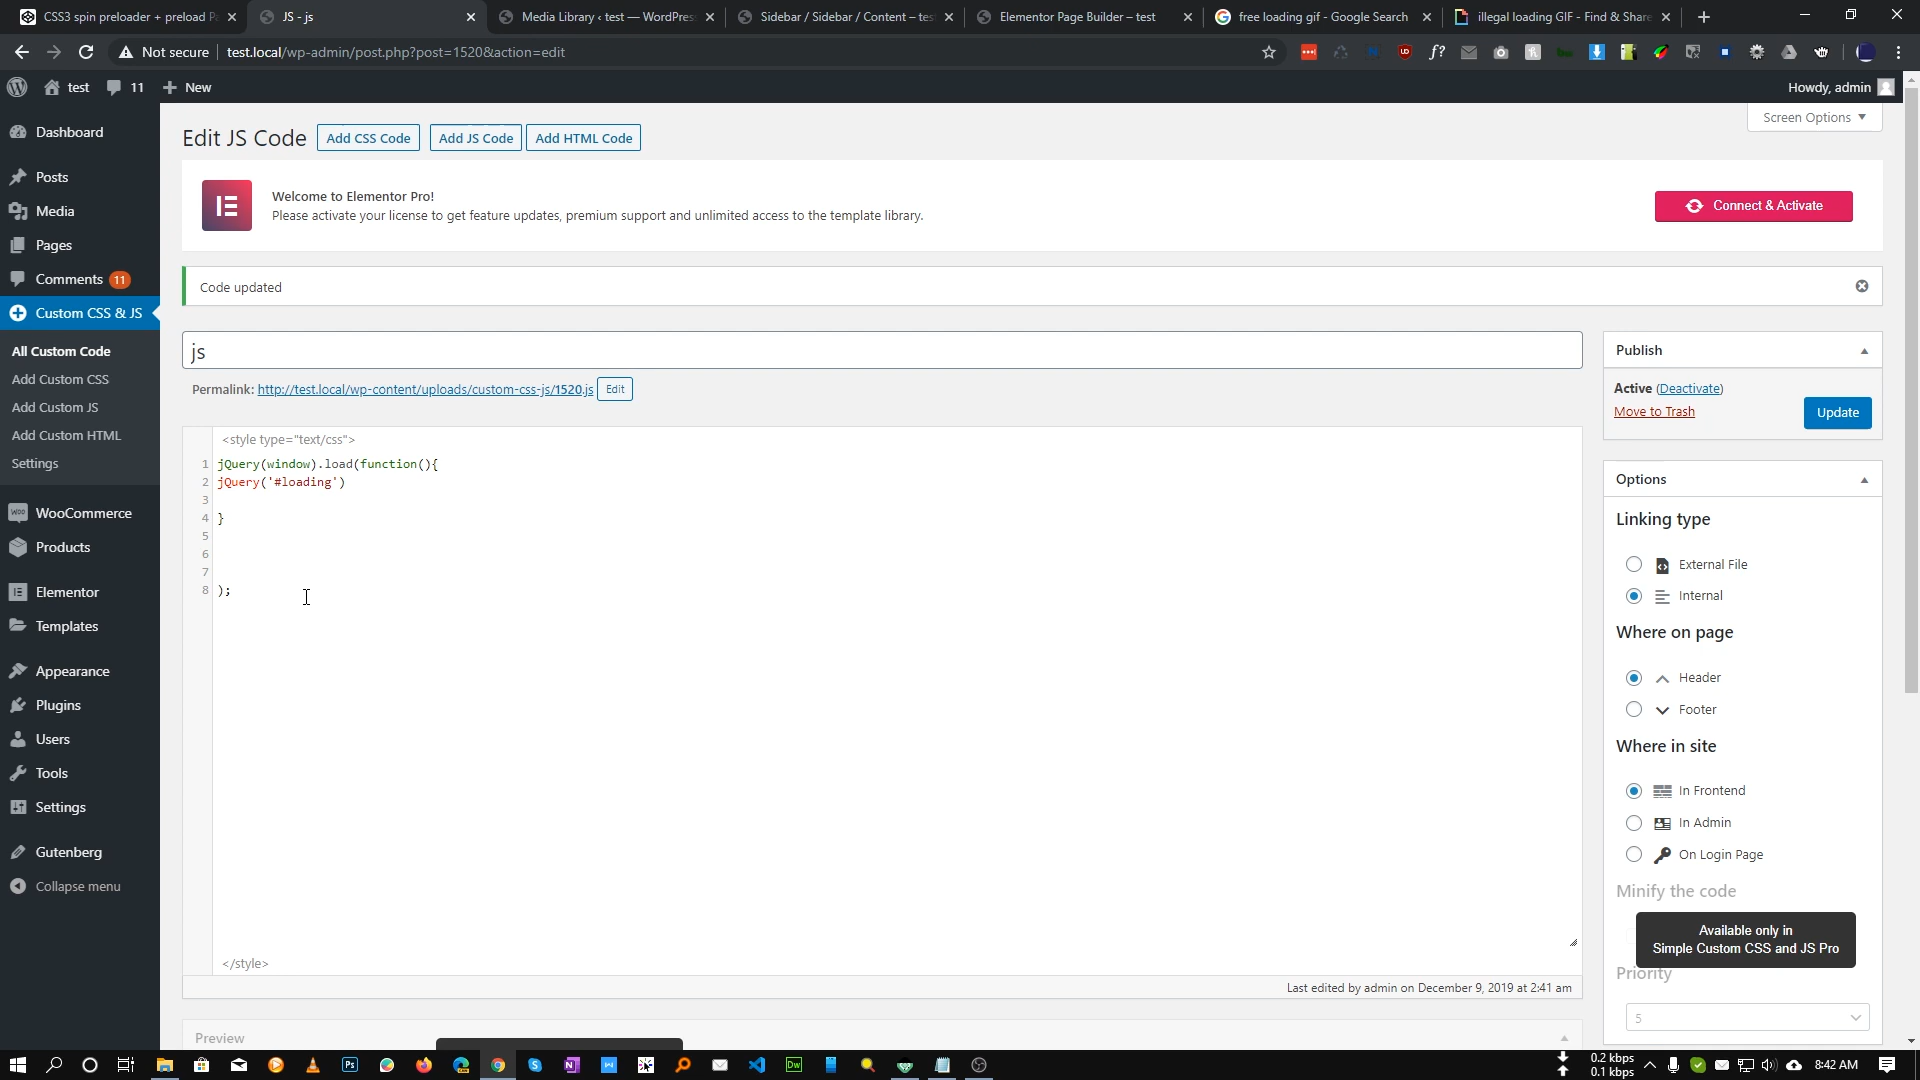 CSS3 spin preloader + preload Pa
JS - js
Media Library ‹ test — WordPres
Sidebar / Sidebar / Content – tes
Elementor Page Builder – test
free loading gif - Google Search
illegal loading GIF - Find & Share
Not secure
test.local/wp-admin/post.php?post=1520&action=edit
test
11
New
Howdy, admin
Dashboard
Posts
Media
Pages
Comments 11
Custom CSS & JS
All Custom Code
Add Custom CSS
Add Custom JS
Add Custom HTML
Settings
WooCommerce
Products
Elementor
Templates
Appearance
Plugins
Users
Tools
Settings
Gutenberg
Collapse menu
Screen Options
Edit JS Code
Add CSS Code
Add JS Code
Add HTML Code
Welcome to Elementor Pro!
Please activate your license to get feature updates, premium support and unlimited access to the template library.
Connect & Activate
Code updated
js
Permalink: http://test.local/wp-content/uploads/custom-css-js/1520.js Edit
<style type="text/css">
1 jQuery(window).load(function(){
2 jQuery('#loading')
3
4 }
5
6
7
8 );
</style>
Last edited by admin on December 9, 2019 at 2:41 am
Preview
Publish
Active (Deactivate)
Move to Trash
Update
Options
Linking type
External File
Internal
Where on page
Header
Footer
Where in site
In Frontend
In Admin
On Login Page
Minify the code
Available only in
Simple Custom CSS and JS Pro
Priority
5
0.2 kbps
0.1 kbps
8:42 AM